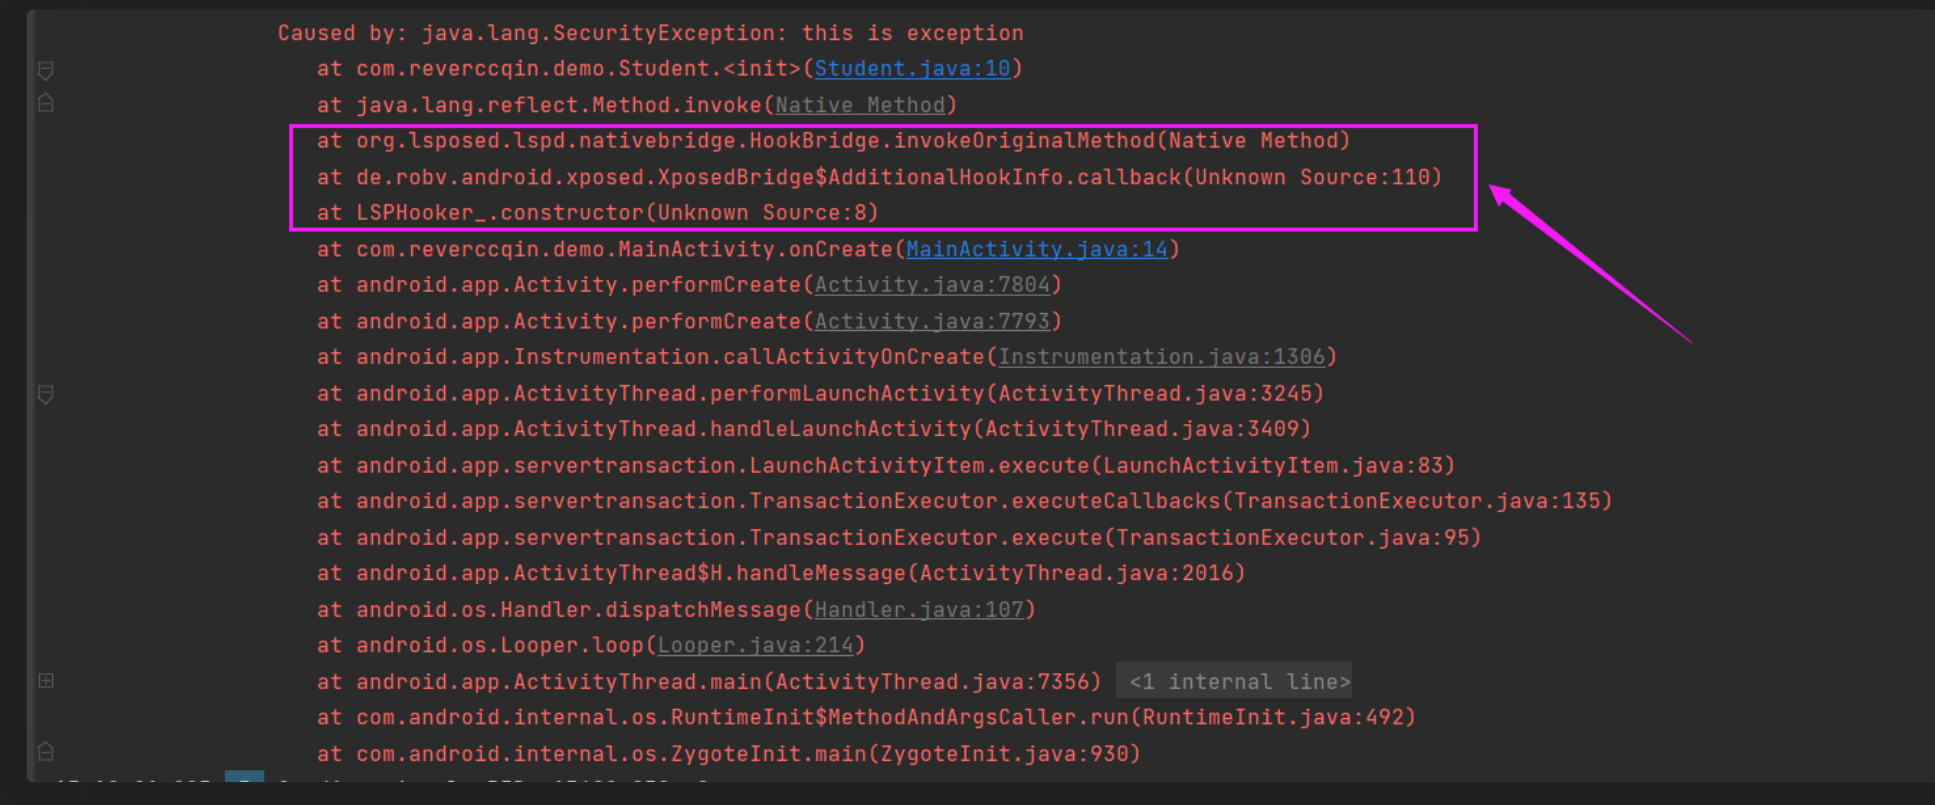 Caused by: java.lang.SecurityException: this is exception
at com.reverccqin.demo.Student.<init>(Student.java:10)
at java.lang.reflect.Method.invoke(Native Method)
at org.lsposed.lspd.nativebridge.HookBridge.invokeOriginalMethod(Native Method)
at de.robv.android.xposed.XposedBridge$AdditionalHookInfo.callback(Unknown Source:110)
at LSPHooker_.constructor(Unknown Source:8)
at com.reverccqin.demo.MainActivity.onCreate(MainActivity.java:14)
at android.app.Activity.performCreate(Activity.java:7804)
at android.app.Activity.performCreate(Activity.java:7793)
at android.app.Instrumentation.callActivityOnCreate(Instrumentation.java:1306)
at android.app.ActivityThread.performLaunchActivity(ActivityThread.java:3245)
at android.app.ActivityThread.handleLaunchActivity(ActivityThread.java:3409)
at android.app.servertransaction.LaunchActivityItem.execute(LaunchActivityItem.java:83)
at android.app.servertransaction.TransactionExecutor.executeCallbacks(TransactionExecutor.java:135)
at android.app.servertransaction.TransactionExecutor.execute(TransactionExecutor.java:95)
at android.app.ActivityThread$H.handleMessage(ActivityThread.java:2016)
at android.os.Handler.dispatchMessage(Handler.java:107)
at android.os.Looper.loop(Looper.java:214)
at android.app.ActivityThread.main(ActivityThread.java:7356) <1 internal line>
at com.android.internal.os.RuntimeInit$MethodAndArgsCaller.run(RuntimeInit.java:492)
at com.android.internal.os.ZygoteInit.main(ZygoteInit.java:930)